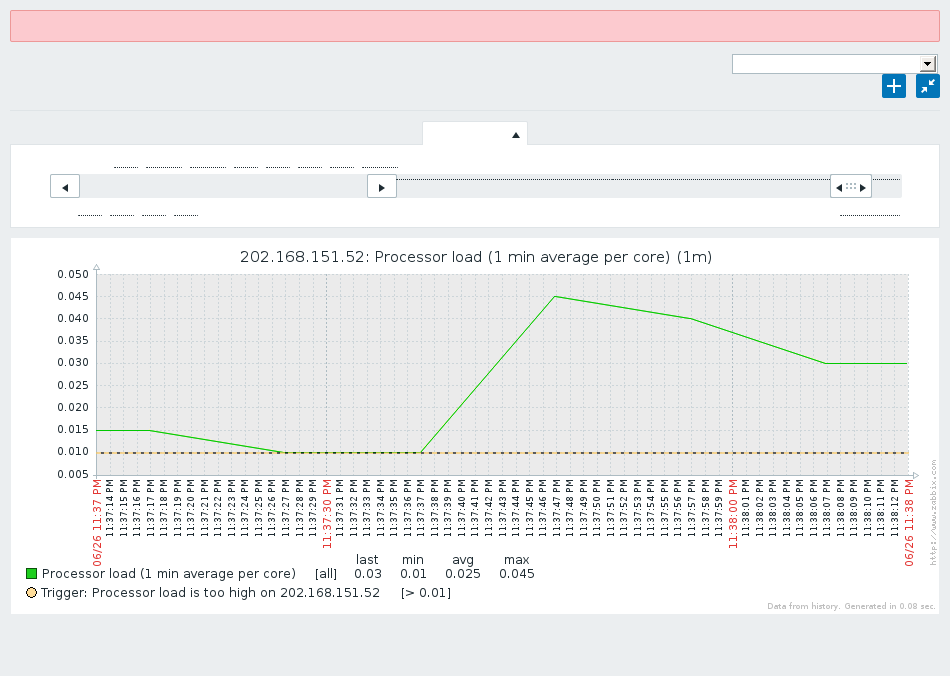 202.168.151.52: Processor load (1 min average per core) (1m)
0.050
0.045
0.040
0.035
0.030
0.025
0.020
0.015
0.010
0.005
06/26 11:37 PM
11:37:14 PM
11:37:15 PM
11:37:16 PM
11:37:17 PM
11:37:18 PM
11:37:19 PM
11:37:20 PM
11:37:21 PM
11:37:22 PM
11:37:23 PM
11:37:24 PM
11:37:25 PM
11:37:26 PM
11:37:27 PM
11:37:28 PM
11:37:29 PM
11:37:30 PM
11:37:31 PM
11:37:32 PM
11:37:33 PM
11:37:34 PM
11:37:35 PM
11:37:36 PM
11:37:37 PM
11:37:38 PM
11:37:39 PM
11:37:40 PM
11:37:41 PM
11:37:42 PM
11:37:43 PM
11:37:44 PM
11:37:45 PM
11:37:46 PM
11:37:47 PM
11:37:48 PM
11:37:49 PM
11:37:50 PM
11:37:51 PM
11:37:52 PM
11:37:53 PM
11:37:54 PM
11:37:55 PM
11:37:56 PM
11:37:57 PM
11:37:58 PM
11:37:59 PM
11:38:00 PM
11:38:01 PM
11:38:02 PM
11:38:03 PM
11:38:04 PM
11:38:05 PM
11:38:06 PM
11:38:07 PM
11:38:08 PM
11:38:09 PM
11:38:10 PM
11:38:11 PM
11:38:12 PM
06/26 11:38 PM
http://www.zabbix.com
last min avg max
Processor load (1 min average per core) [all] 0.03 0.01 0.025 0.045
Trigger: Processor load is too high on 202.168.151.52 [> 0.01]
Data from history. Generated in 0.08 sec.